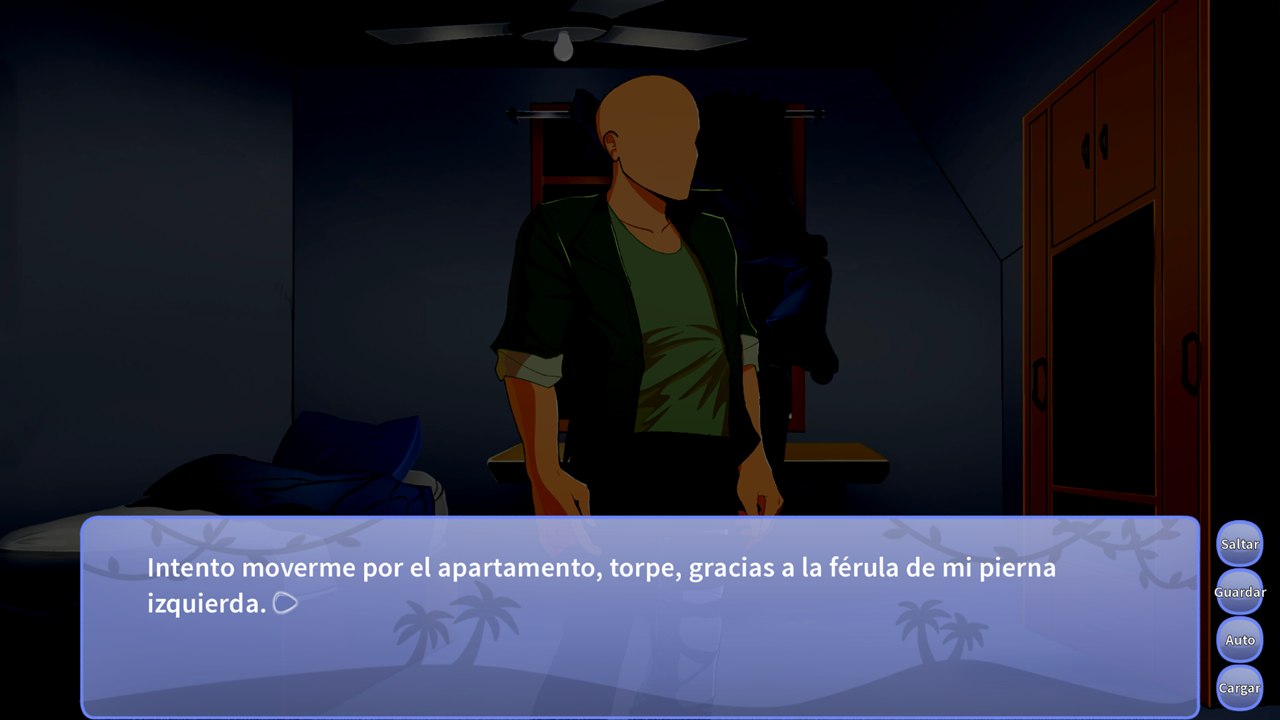 Intento moverme por el apartamento, torpe, gracias a la férula de mi pierna
izquierda.
Saltar
Guardar
Auto
Cargar